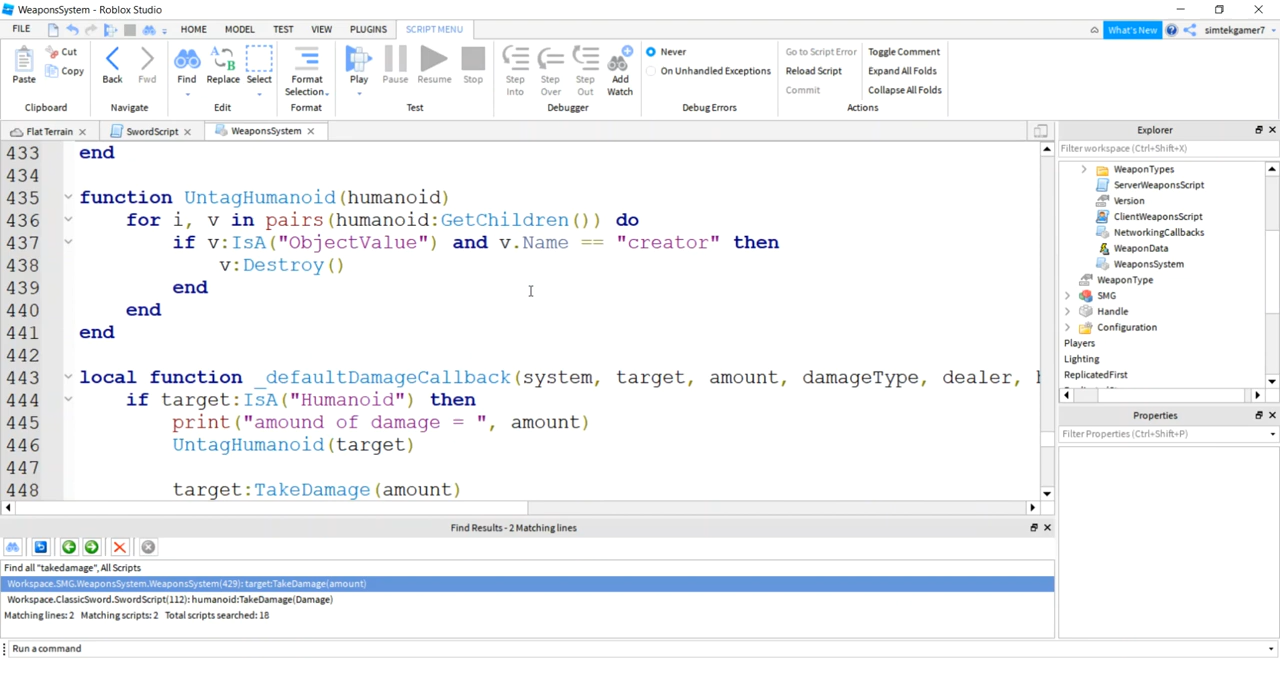 WeaponsSystem - Roblox Studio
FILE HOME MODEL TEST VIEW PLUGINS SCRIPT MENU What's New simtekgamer7
Paste Cut Copy Back Fwd Find Replace Select Format Selection Play Pause Resume Stop Step Into Step Over Step Out Add Watch Never On Unhandled Exceptions Go to Script Error Reload Script Commit Toggle Comment Expand All Folds Collapse All Folds
Clipboard Navigate Edit Format Test Debugger Debug Errors Actions
Flat Terrain SwordScript WeaponsSystem
433 end
434
435 function UntagHumanoid(humanoid)
436 for i, v in pairs(humanoid:GetChildren()) do
437 if v:IsA("ObjectValue") and v.Name == "creator" then
438 v:Destroy()
439 end
440 end
441 end
442
443 local function _defaultDamageCallback(system, target, amount, damageType, dealer,
444 if target:IsA("Humanoid") then
445 print("amound of damage = ", amount)
446 UntagHumanoid(target)
447
448 target:TakeDamage(amount)
Explorer
Filter workspace (Ctrl+Shift+X)
WeaponTypes
ServerWeaponsScript
Version
ClientWeaponsScript
NetworkingCallbacks
WeaponData
WeaponsSystem
WeaponType
SMG
Handle
Configuration
Players
Lighting
ReplicatedFirst
Properties
Filter Properties (Ctrl+Shift+P)
Find Results - 2 Matching lines
Find all "takedamage", All Scripts
Workspace.SMG.WeaponsSystem.WeaponsSystem(429): target:TakeDamage(amount)
Workspace.ClassicSword.SwordScript(112): humanoid:TakeDamage(Damage)
Matching lines: 2 Matching scripts: 2 Total scripts searched: 18
Run a command